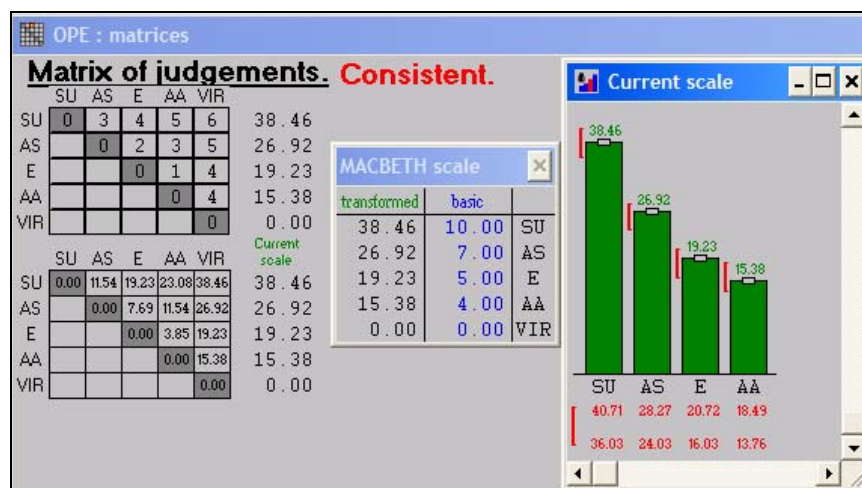 OPE : matrices
Matrix of judgements. Consistent.
SU AS E AA VIR
SU 0 3 4 5 6 38.46
AS 0 2 3 5 26.92
E 0 1 4 19.23
AA 0 4 15.38
VIR 0 0.00
Current
scale
SU AS E AA VIR
SU 0.00 11.54 19.23 23.08 38.46 38.46
AS 0.00 7.69 11.54 26.92 26.92
E 0.00 3.85 19.23 19.23
AA 0.00 15.38 15.38
VIR 0.00 0.00
MACBETH scale
transformed basic
38.46 10.00 SU
26.92 7.00 AS
19.23 5.00 E
15.38 4.00 AA
0.00 0.00 VIR
Current scale
38.46
26.92
19.23
15.38
SU AS E AA
40.71 28.27 20.72 18.49
36.03 24.03 16.03 13.76